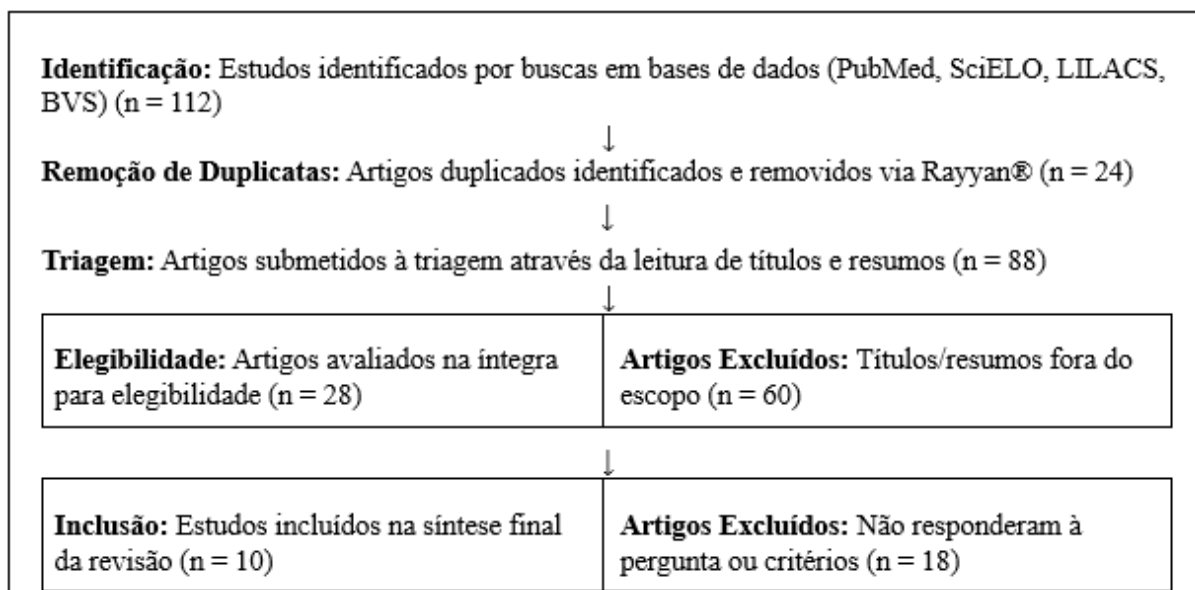 Identificação: Estudos identificados por buscas em bases de dados (PubMed, SciELO, LILACS,
BVS) (n = 112)
↓
Remoção de Duplicatas: Artigos duplicados identificados e removidos via Rayyan® (n = 24)
↓
Triagem: Artigos submetidos à triagem através da leitura de títulos e resumos (n = 88)
↓
Elegibilidade: Artigos avaliados na íntegra
para elegibilidade (n = 28)
Artigos Excluídos: Títulos/resumos fora do
escopo (n = 60)
↓
Inclusão: Estudos incluídos na síntese final
da revisão (n = 10)
Artigos Excluídos: Não responderam à
pergunta ou critérios (n = 18)